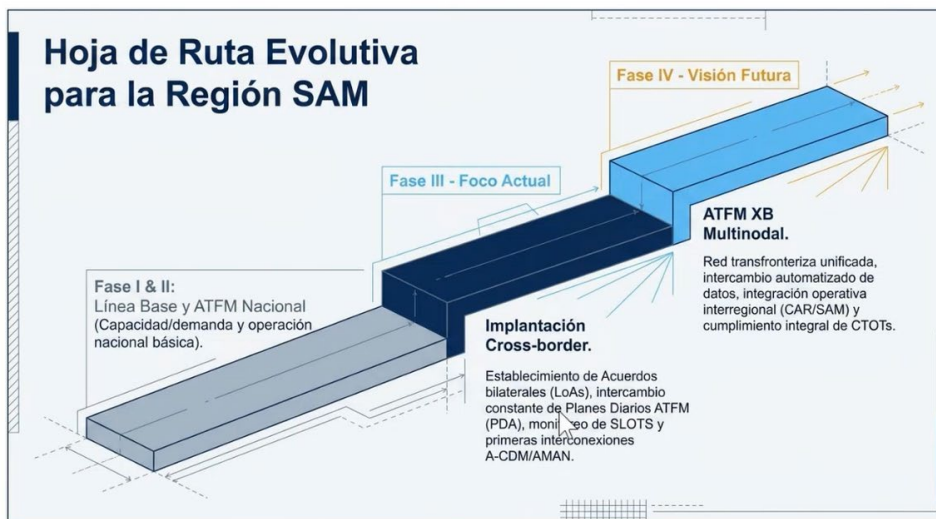 Hoja de Ruta Evolutiva
para la Región SAM
Fase IV - Visión Futura
Fase III - Foco Actual
Fase I & II:
Línea Base y ATFM Nacional
(Capacidad/demanda y operación
nacional básica).
Implantación
Cross-border.
Establecimiento de Acuerdos
bilaterales (LoAs), intercambio
constante de Planes Diarios ATFM
(PDA), monitoreo de SLOTS y
primeras interconexiones
A-CDM/AMAN.
ATFM XB
Multinodal.
Red transfronteriza unificada,
intercambio automatizado de
datos, integración operativa
interregional (CAR/SAM) y
cumplimiento integral de CTOTs.